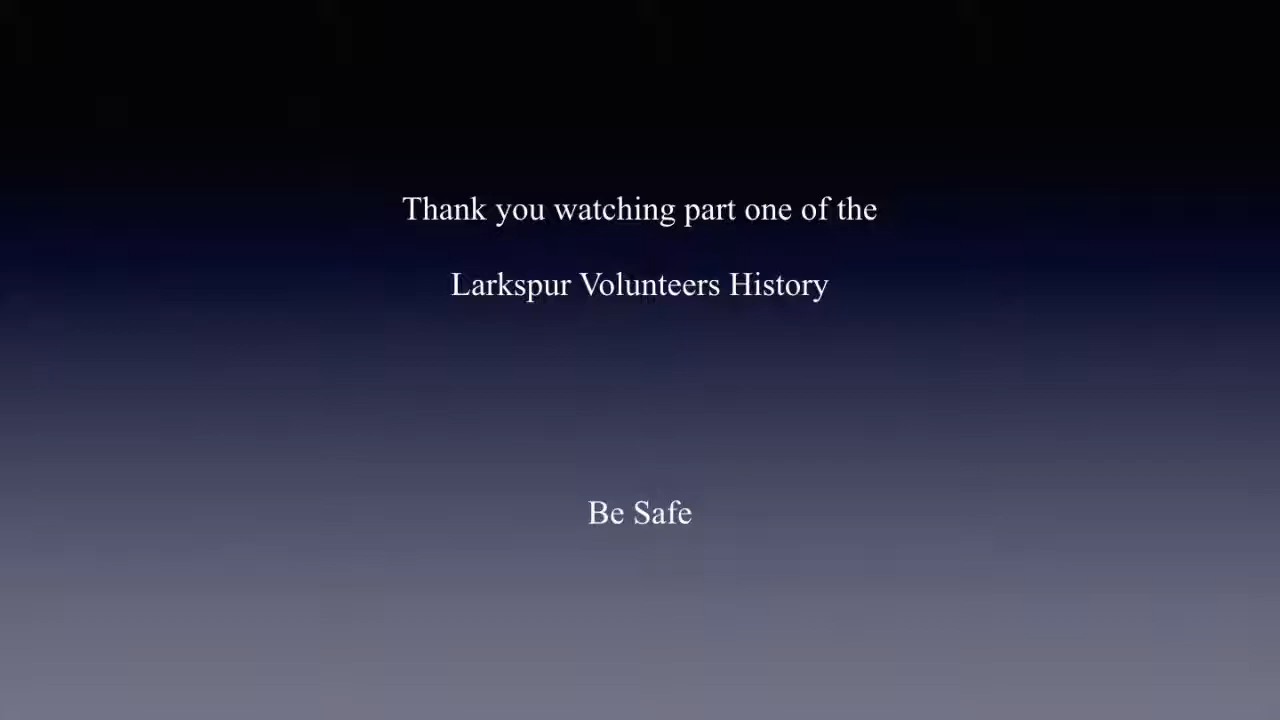 Thank you watching part one of the
Larkspur Volunteers History
Be Safe